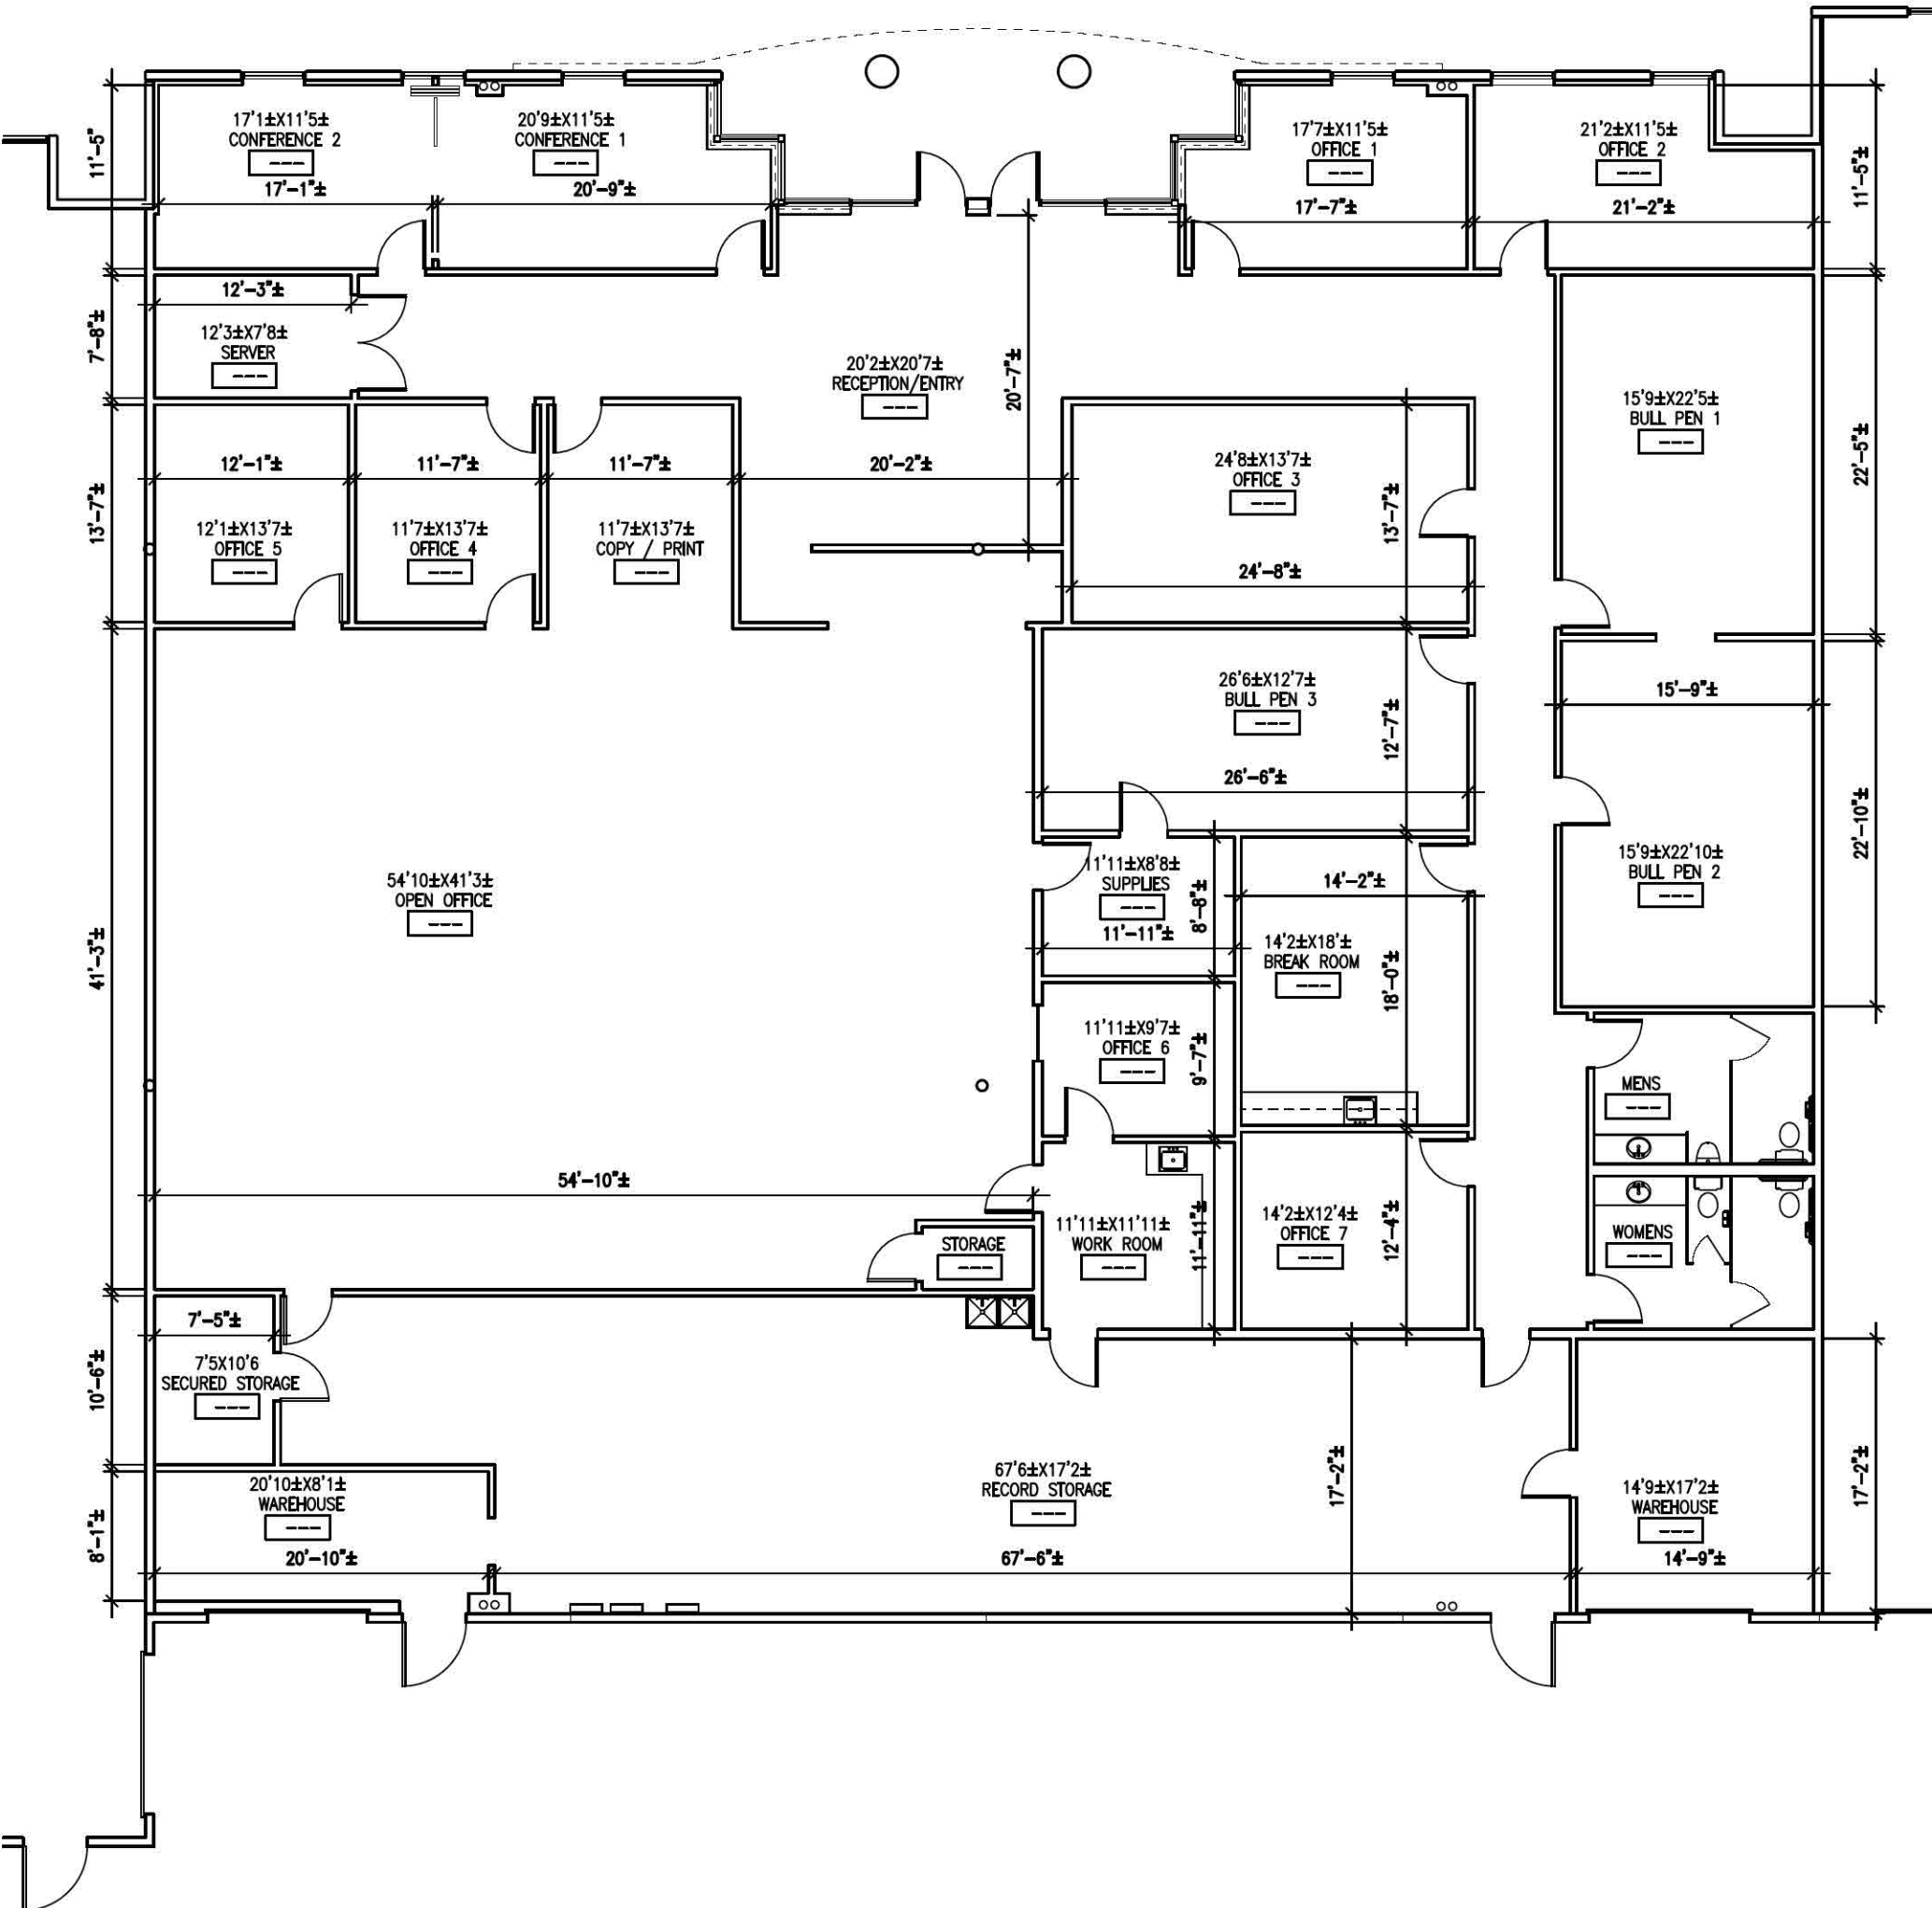 17'1±X11'5±
CONFERENCE 2
---
17'-1"±
20'9±X11'5±
CONFERENCE 1
---
20'-9"±
17'7±X11'5±
OFFICE 1
---
17'-7"±
21'2±X11'5±
OFFICE 2
---
21'-2"±
11'-5"
11'-5"±
12'-3"±
12'3±X7'8±
SERVER
---
7'-8"±
20'2±X20'7±
RECEPTION/ENTRY
---
20'-7"±
20'-2"±
15'9±X22'5±
BULL PEN 1
---
22'-5"±
12'-1"±
12'1±X13'7±
OFFICE 5
---
13'-7"±
11'-7"±
11'7±X13'7±
OFFICE 4
---
11'-7"±
11'7±X13'7±
COPY / PRINT
---
24'8±X13'7±
OFFICE 3
---
13'-7"±
24'-8"±
26'6±X12'7±
BULL PEN 3
---
12'-7"±
26'-6"±
15'-9"±
15'9±X22'10±
BULL PEN 2
---
22'-10"±
54'10±X41'3±
OPEN OFFICE
---
41'-3"±
54'-10"±
11'11±X8'8±
SUPPLIES
---
11'-11"±
8'-8"±
14'-2"±
14'2±X18'±
BREAK ROOM
---
18'-0"±
11'11±X9'7±
OFFICE 6
---
9'-7"±
MENS
---
WOMENS
---
11'11±X11'11±
WORK ROOM
---
11'-11"±
14'2±X12'4±
OFFICE 7
---
12'-4"±
STORAGE
---
7'-5"±
7'5X10'6
SECURED STORAGE
---
10'-6"±
20'10±X8'1±
WAREHOUSE
---
20'-10"±
8'-1"±
67'6±X17'2±
RECORD STORAGE
---
67'-6"±
17'-2"±
14'9±X17'2±
WAREHOUSE
---
14'-9"±
17'-2"±